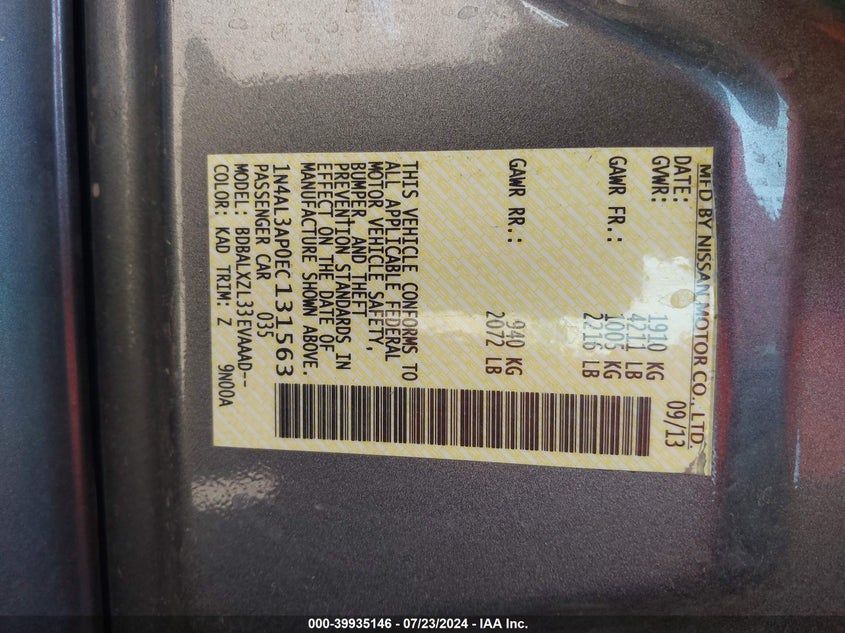 MFD BY NISSAN MOTOR CO., LTD.
DATE: 09/13
GVWR: 1910 KG
4211 LB
GAWR FR.: 1005 KG
2216 LB
GAWR RR.: 940 KG
2072 LB
THIS VEHICLE CONFORMS TO
ALL APPLICABLE FEDERAL
MOTOR VEHICLE SAFETY,
BUMPER, AND THEFT
PREVENTION STANDARDS IN
EFFECT ON THE DATE OF
MANUFACTURE SHOWN ABOVE.
1N4AL3AP0EC131563
PASSENGER CAR 035
MODEL: BDBALXZL33EVAAAD--
COLOR: KAD TRIM: Z 9N00A
000-39935146 - 07/23/2024 - IAA Inc.